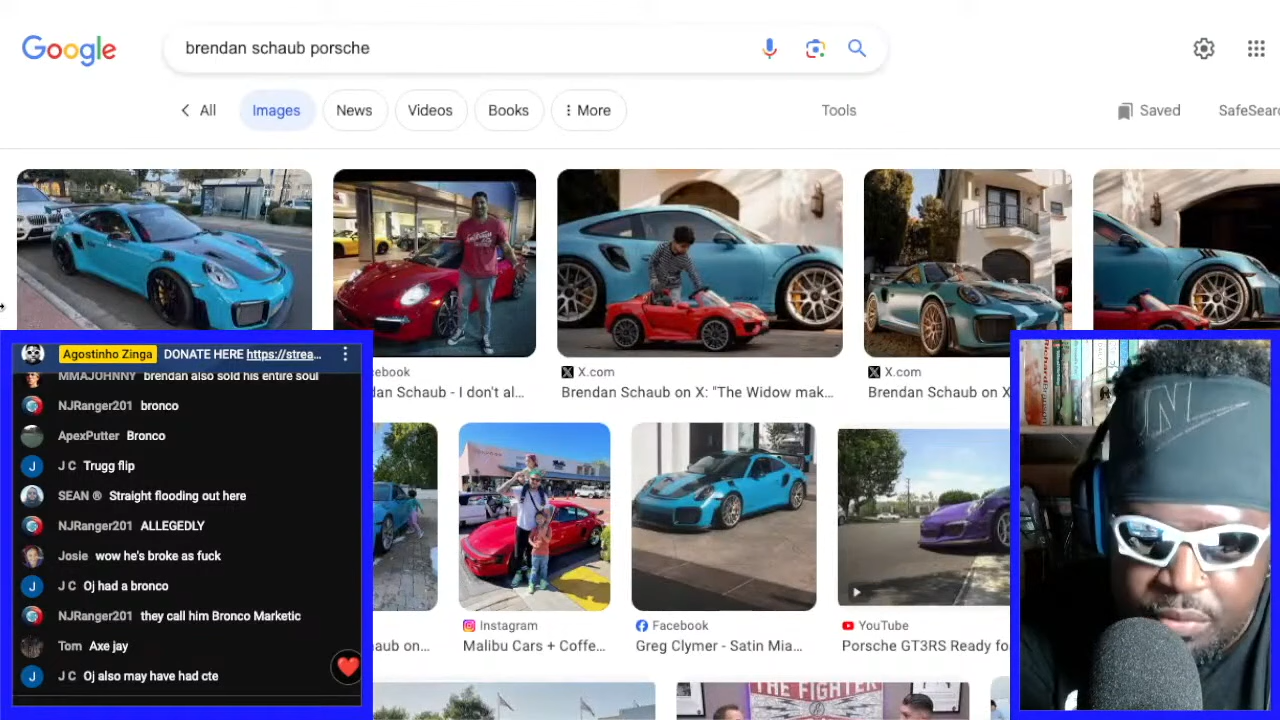 Google
brendan schaub porsche
All
Images
News
Videos
Books
More
Tools
Saved
SafeSearc
ebook
dan Schaub - I don't al...
X.com
Brendan Schaub on X: "The Widow mak...
X.com
Brendan Schaub on X
Agostinho Zinga DONATE HERE https://strea...
MMAJOHNNY brendan also sold his entire soul
NJRanger201 bronco
ApexPutter Bronco
J C Trugg flip
SEAN ® Straight flooding out here
NJRanger201 ALLEGEDLY
Josie wow he's broke as fuck
J C Oj had a bronco
NJRanger201 they call him Bronco Marketic
Tom Axe jay
J C Oj also may have had cte
aub on...
Instagram
Malibu Cars + Coffe...
Facebook
Greg Clymer - Satin Mia...
YouTube
Porsche GT3RS Ready fo
THE FIGHTER